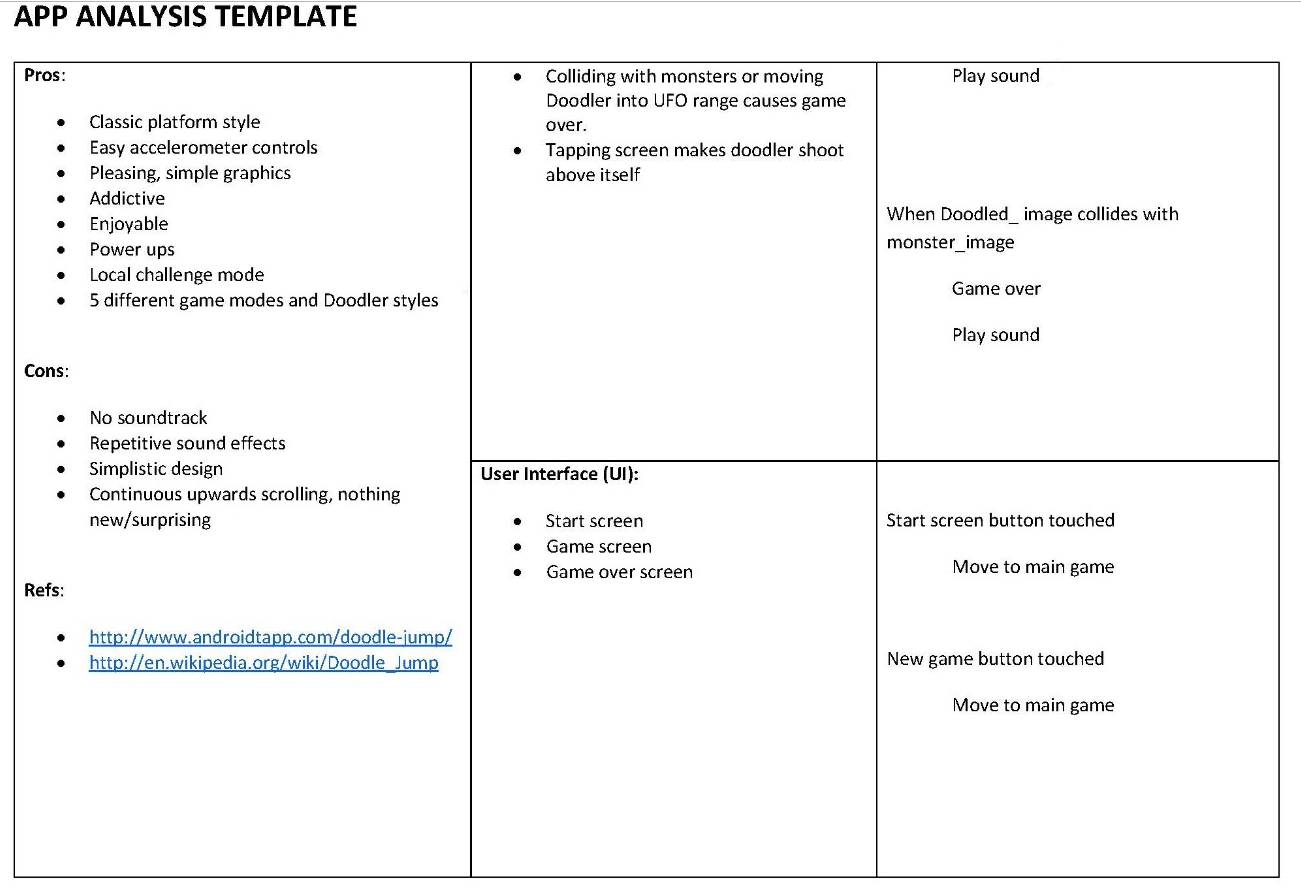 APP ANALYSIS TEMPLATE
Pros:
• Classic platform style
• Easy accelerometer controls
• Pleasing, simple graphics
• Addictive
• Enjoyable
• Power ups
• Local challenge mode
• 5 different game modes and Doodler styles
Cons:
• No soundtrack
• Repetitive sound effects
• Simplistic design
• Continuous upwards scrolling, nothing
new/surprising
Refs:
• http://www.androidtapp.com/doodle-jump/
• http://en.wikipedia.org/wiki/Doodle_Jump
• Colliding with monsters or moving
Doodler into UFO range causes game
over.
• Tapping screen makes doodler shoot
above itself
Play sound
When Doodled_ image collides with
monster_image
Game over
Play sound
User Interface (UI):
• Start screen
• Game screen
• Game over screen
Start screen button touched
Move to main game
New game button touched
Move to main game